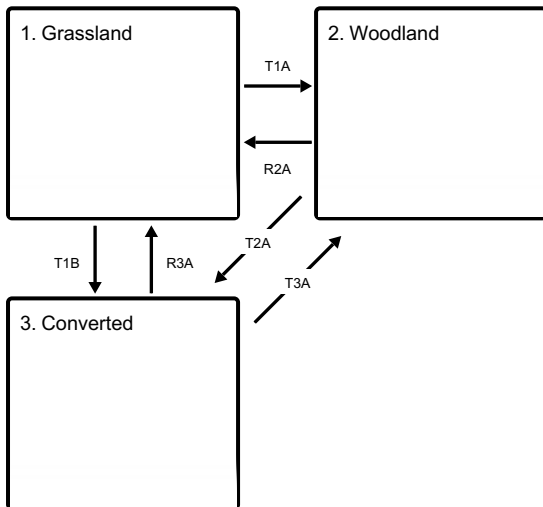 1. Grassland
2. Woodland
T1A
R2A
T2A
T1B
R3A
T3A
3. Converted